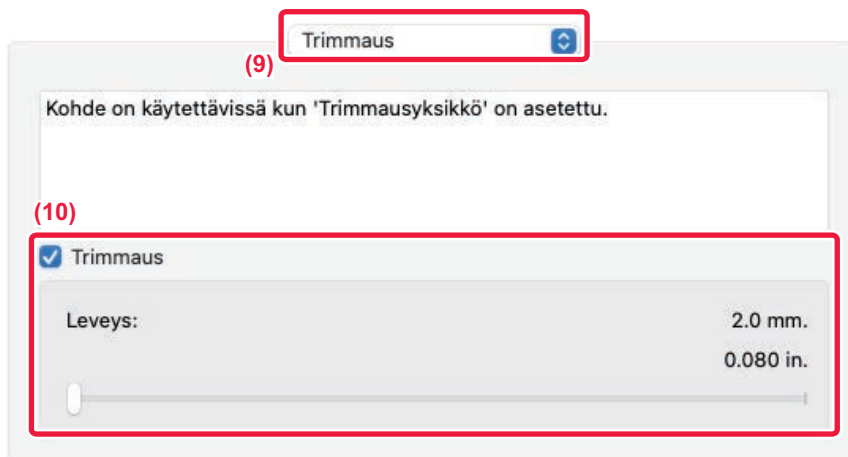 Trimmaus
(9)
Kohde on käytettävissä kun 'Trimmausyksikkö' on asetettu.
(10)
Trimmaus
Leveys: 2.0 mm.
0.080 in.